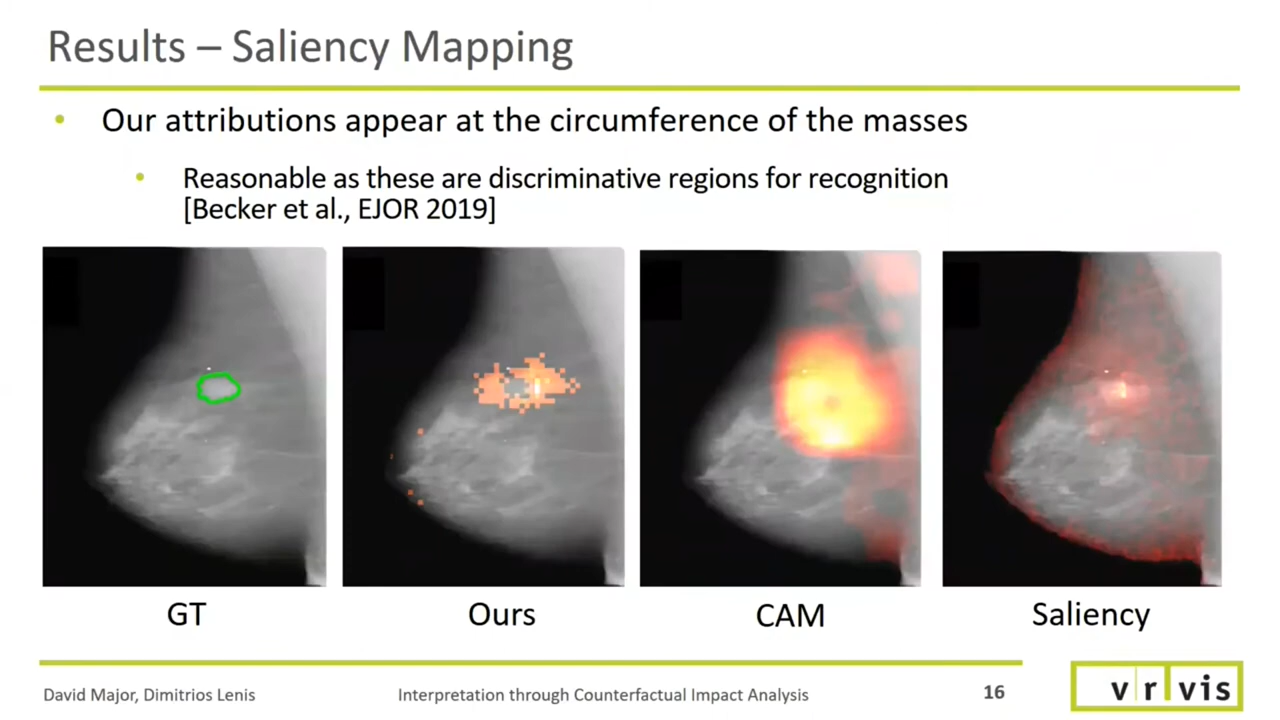 Results – Saliency Mapping
• Our attributions appear at the circumference of the masses
• Reasonable as these are discriminative regions for recognition
[Becker et al., EJOR 2019]
GT
Ours
CAM
Saliency
David Major, Dimitrios Lenis
Interpretation through Counterfactual Impact Analysis
16
vrvis